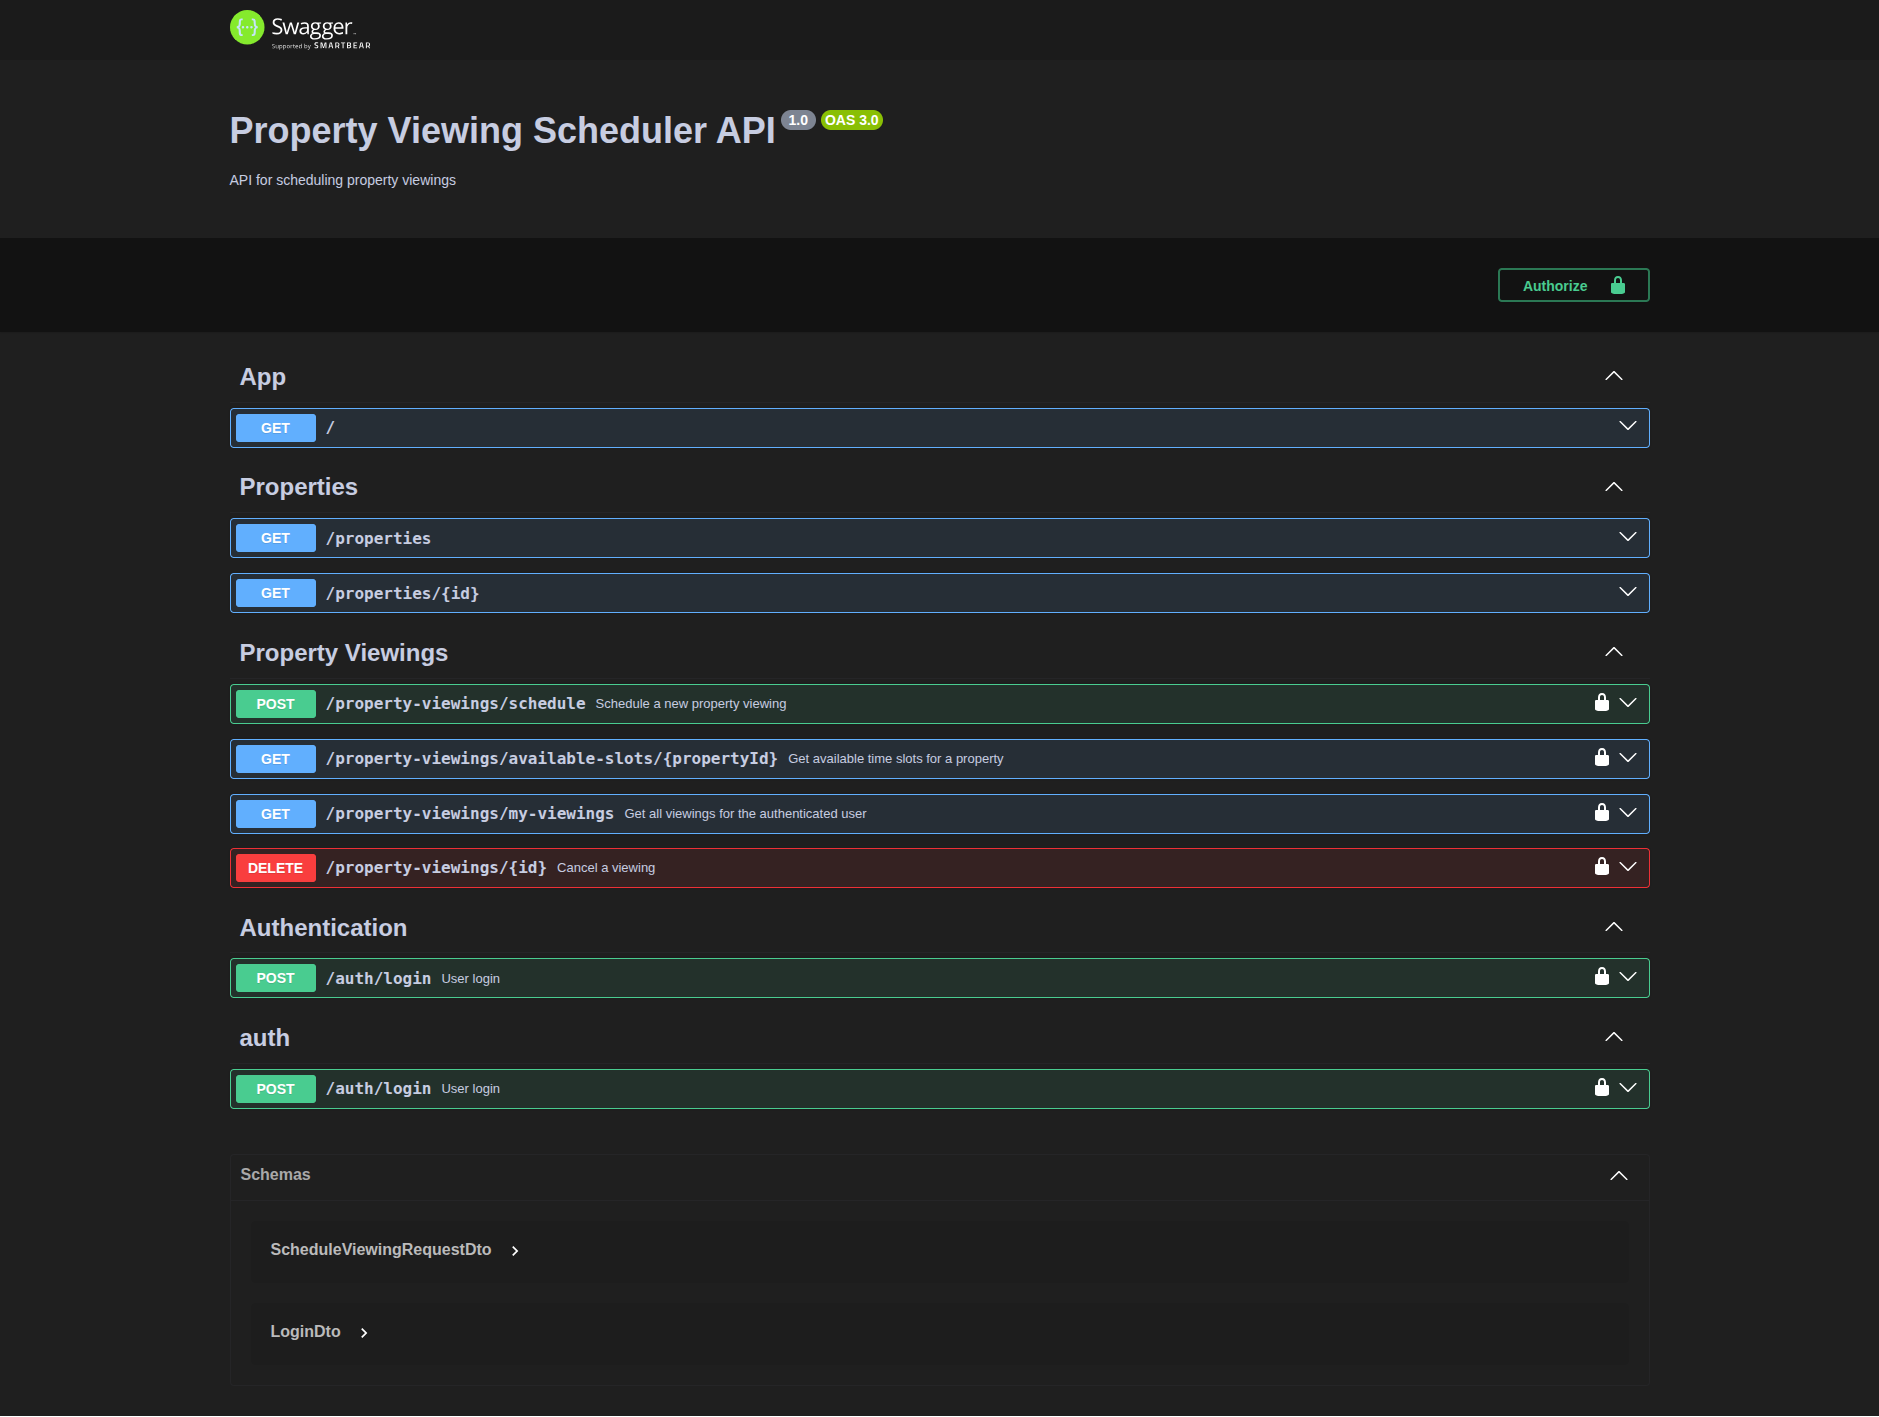 Swagger
Supported by SMARTBEAR
Property Viewing Scheduler API 1.0 OAS 3.0
API for scheduling property viewings
Authorize
App
GET /
Properties
GET /properties
GET /properties/{id}
Property Viewings
POST /property-viewings/schedule Schedule a new property viewing
GET /property-viewings/available-slots/{propertyId} Get available time slots for a property
GET /property-viewings/my-viewings Get all viewings for the authenticated user
DELETE /property-viewings/{id} Cancel a viewing
Authentication
POST /auth/login User login
auth
POST /auth/login User login
Schemas
ScheduleViewingRequestDto
LoginDto